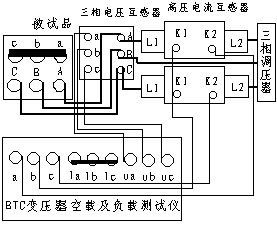 被试品
三相电压互感器
高压电流互感器
c b a
C B A
a A
b B
c C
L1 K1 K2 L2
L1 K1 K2 L2
三相调压器
a b c Ia Ib Ic ua ub uc
BTC变压器空载及负载测试仪